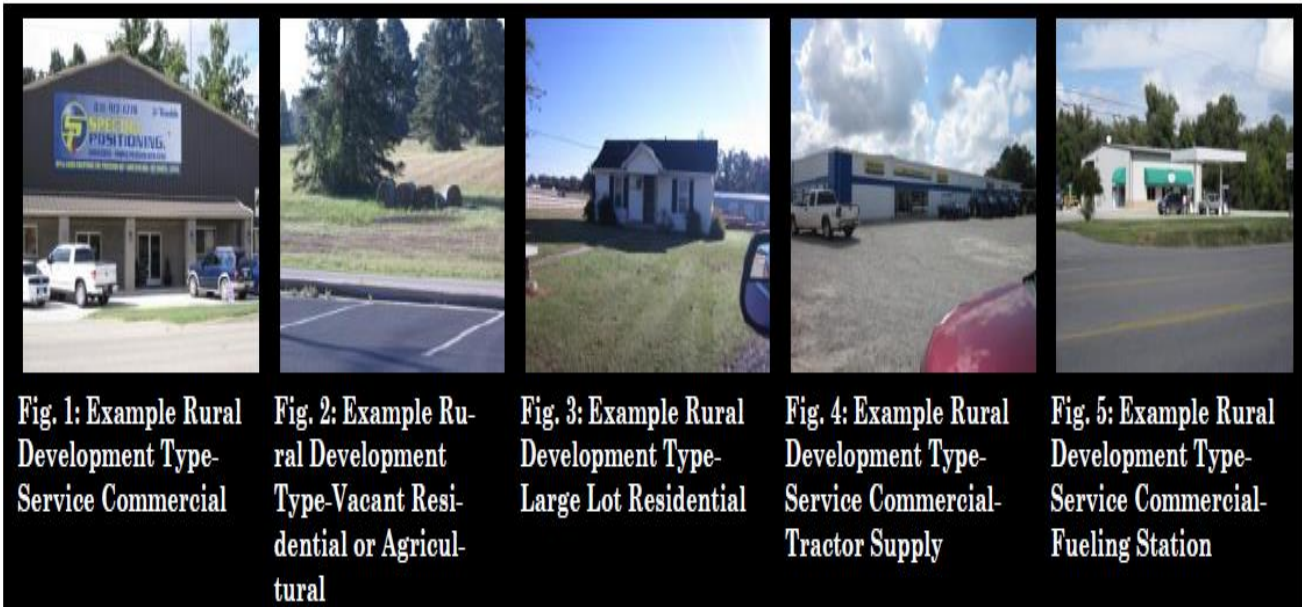 SPECTRA
POSITIONING.
Fig. 1: Example Rural
Development Type-
Service Commercial
Fig. 2: Example Ru-
ral Development
Type-Vacant Resi-
dential or Agricul-
tural
Fig. 3: Example Rural
Development Type-
Large Lot Residential
Fig. 4: Example Rural
Development Type-
Service Commercial-
Tractor Supply
Fig. 5: Example Rural
Development Type-
Service Commercial-
Fueling Station